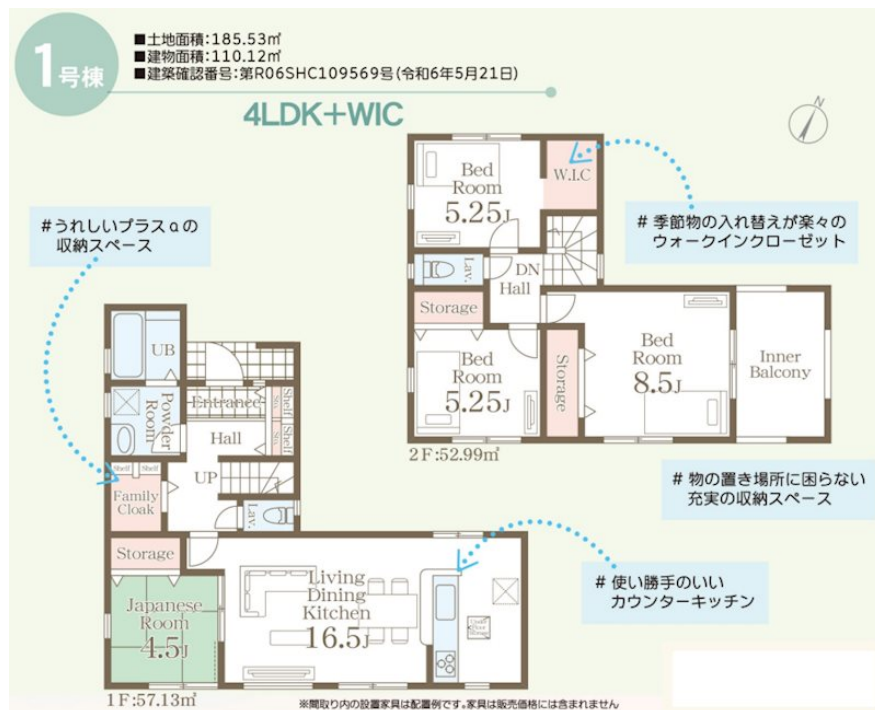 1号棟
■土地面積:185.53㎡
■建物面積:110.12㎡
■建築確認番号:第R06SHC109569号(令和6年5月21日)
4LDK+WIC
N
#うれしいプラスαの
収納スペース
Bed
Room
5.25J
W.I.C
# 季節物の入れ替えが楽々の
ウォークインクローゼット
Lav.
DN
Hall
Storage
Bed
Room
5.25J
Storage
Bed
Room
8.5J
Inner
Balcony
2F:52.99㎡
UB
Entrance
Shelf
Shelf
Powder
Room
Hall
Shelf
Shelf
UP
Family
Cloak
Lav.
# 物の置き場所に困らない
充実の収納スペース
Storage
Japanese
Room
4.5J
Living
Dining
Kitchen
16.5J
# 使い勝手のいい
カウンターキッチン
1F:57.13㎡
※間取り内の設置家具は配置例です。家具は販売価格には含まれません